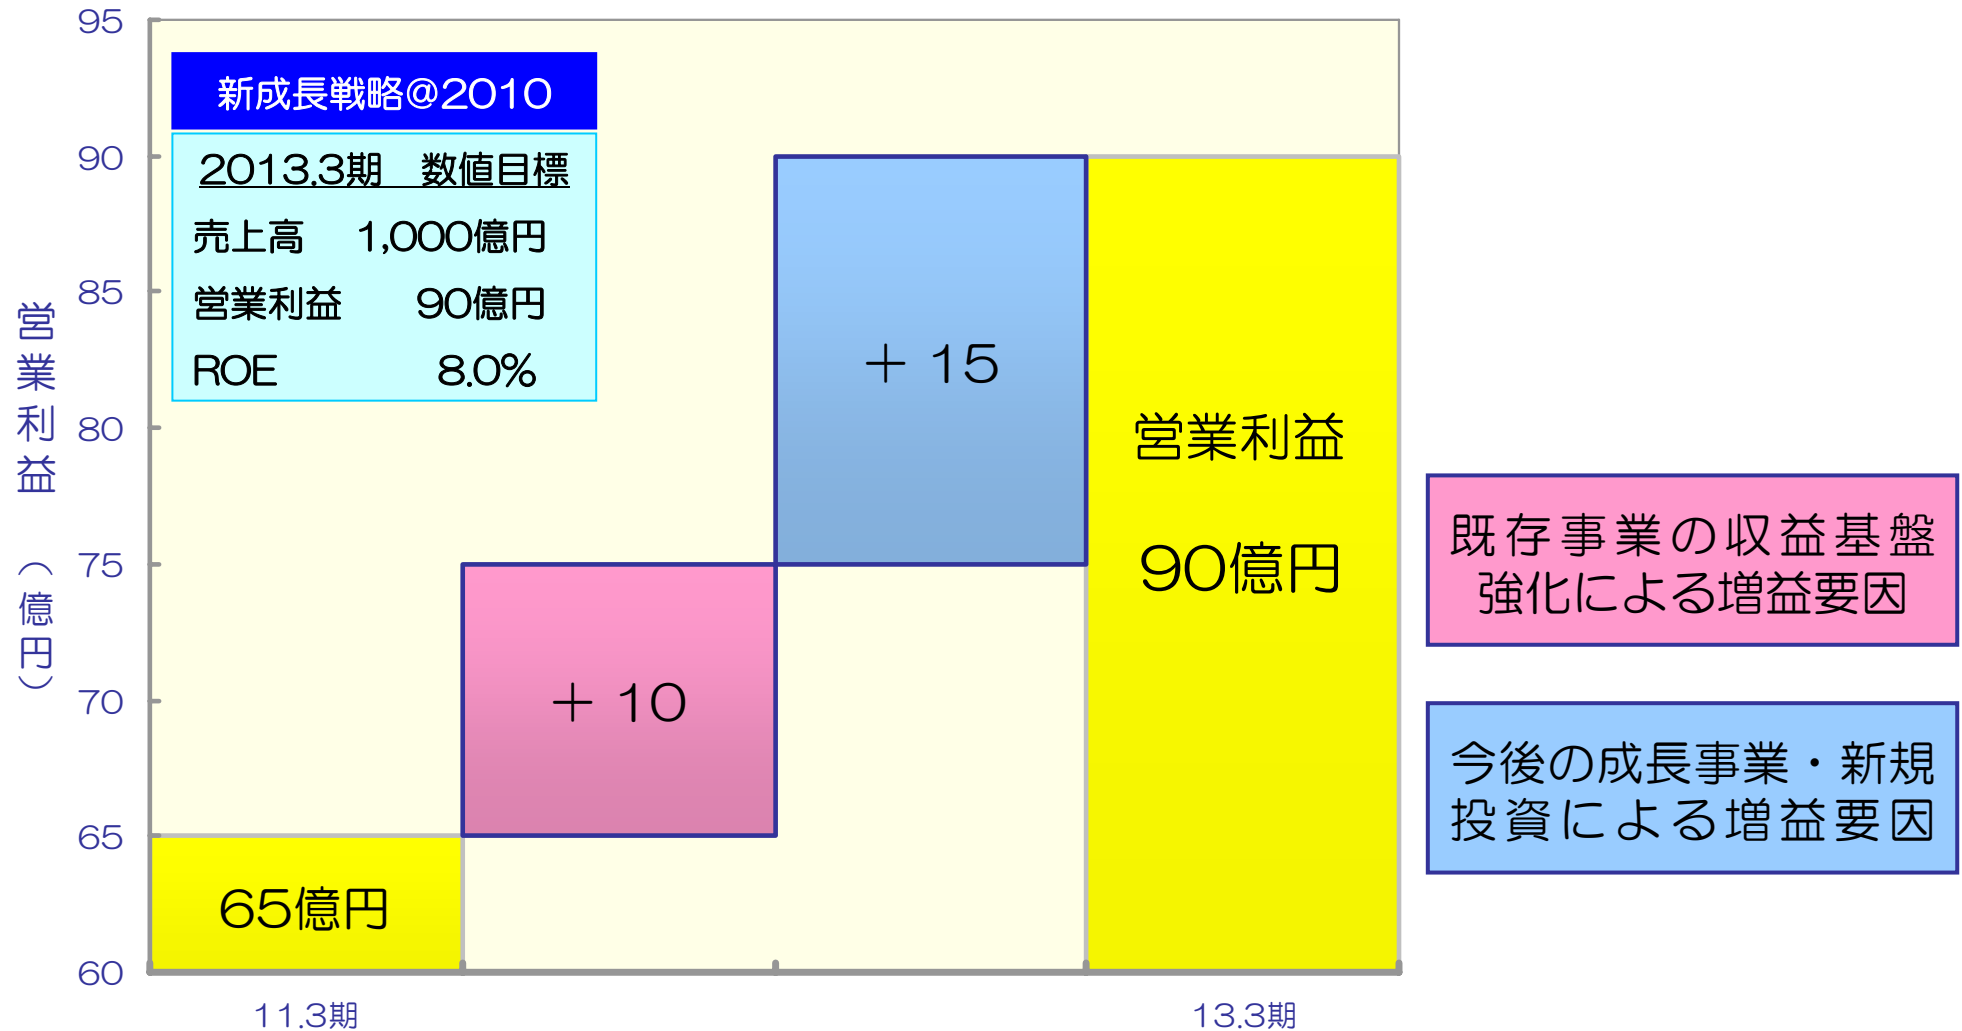 新成長戦略@2010
2013.3期　数値目標
売上高　1,000億円
営業利益　90億円
ROE　8.0%
営業利益（億円）
95
90
85
80
75
70
65
60
65億円
＋10
＋15
営業利益
90億円
11.3期
13.3期
既存事業の収益基盤
強化による増益要因
今後の成長事業・新規
投資による増益要因